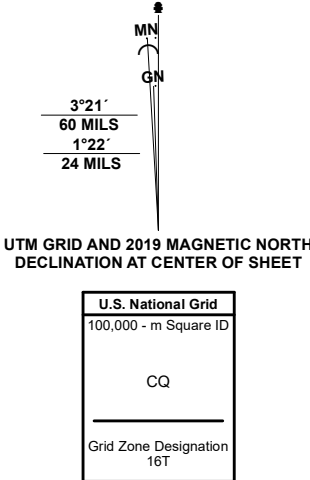 MN
GN
3°21´
60 MILS
1°22´
24 MILS
UTM GRID AND 2019 MAGNETIC NORTH
DECLINATION AT CENTER OF SHEET
U.S. National Grid
100,000 - m Square ID
CQ
Grid Zone Designation
16T